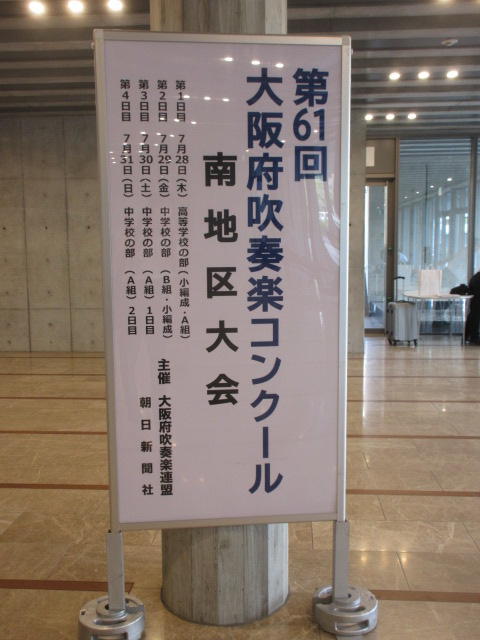 第61回
大阪府吹奏楽コンクール
南地区大会
第1日目 7月28日(木) 高等学校の部(小編成・A組)
第2日目 7月29日(金) 中学校の部(B組・小編成)
第3日目 7月30日(土) 中学校の部(A組)1日目
第4日目 7月31日(日) 中学校の部(A組)2日目
主催 大阪府吹奏楽連盟
朝日新聞社